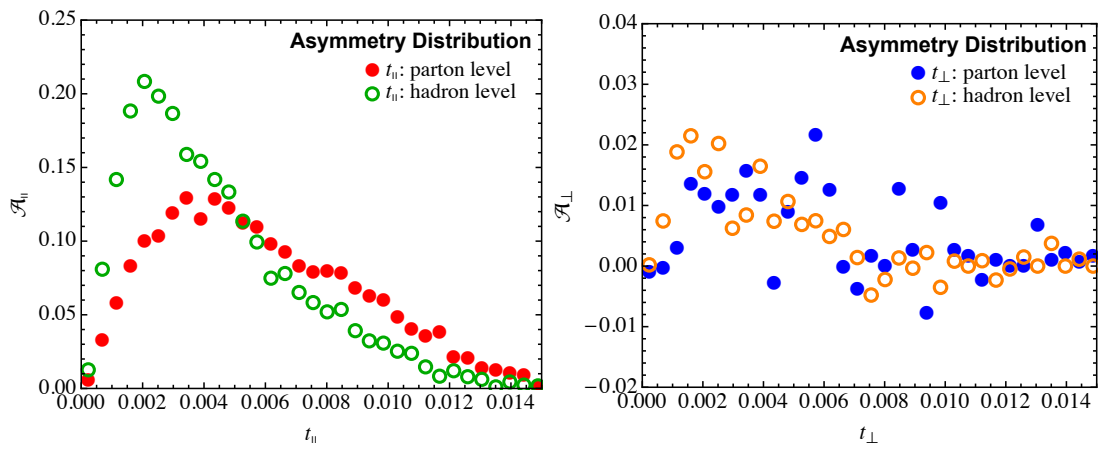 Asymmetry Distribution
t∥: parton level
t∥: hadron level
𝒜∥
0.25
0.20
0.15
0.10
0.05
0.00
0.000 0.002 0.004 0.006 0.008 0.010 0.012 0.014
t∥
Asymmetry Distribution
t⊥: parton level
t⊥: hadron level
𝒜⊥
0.04
0.03
0.02
0.01
0.00
−0.01
−0.02
0.000 0.002 0.004 0.006 0.008 0.010 0.012 0.014
t⊥